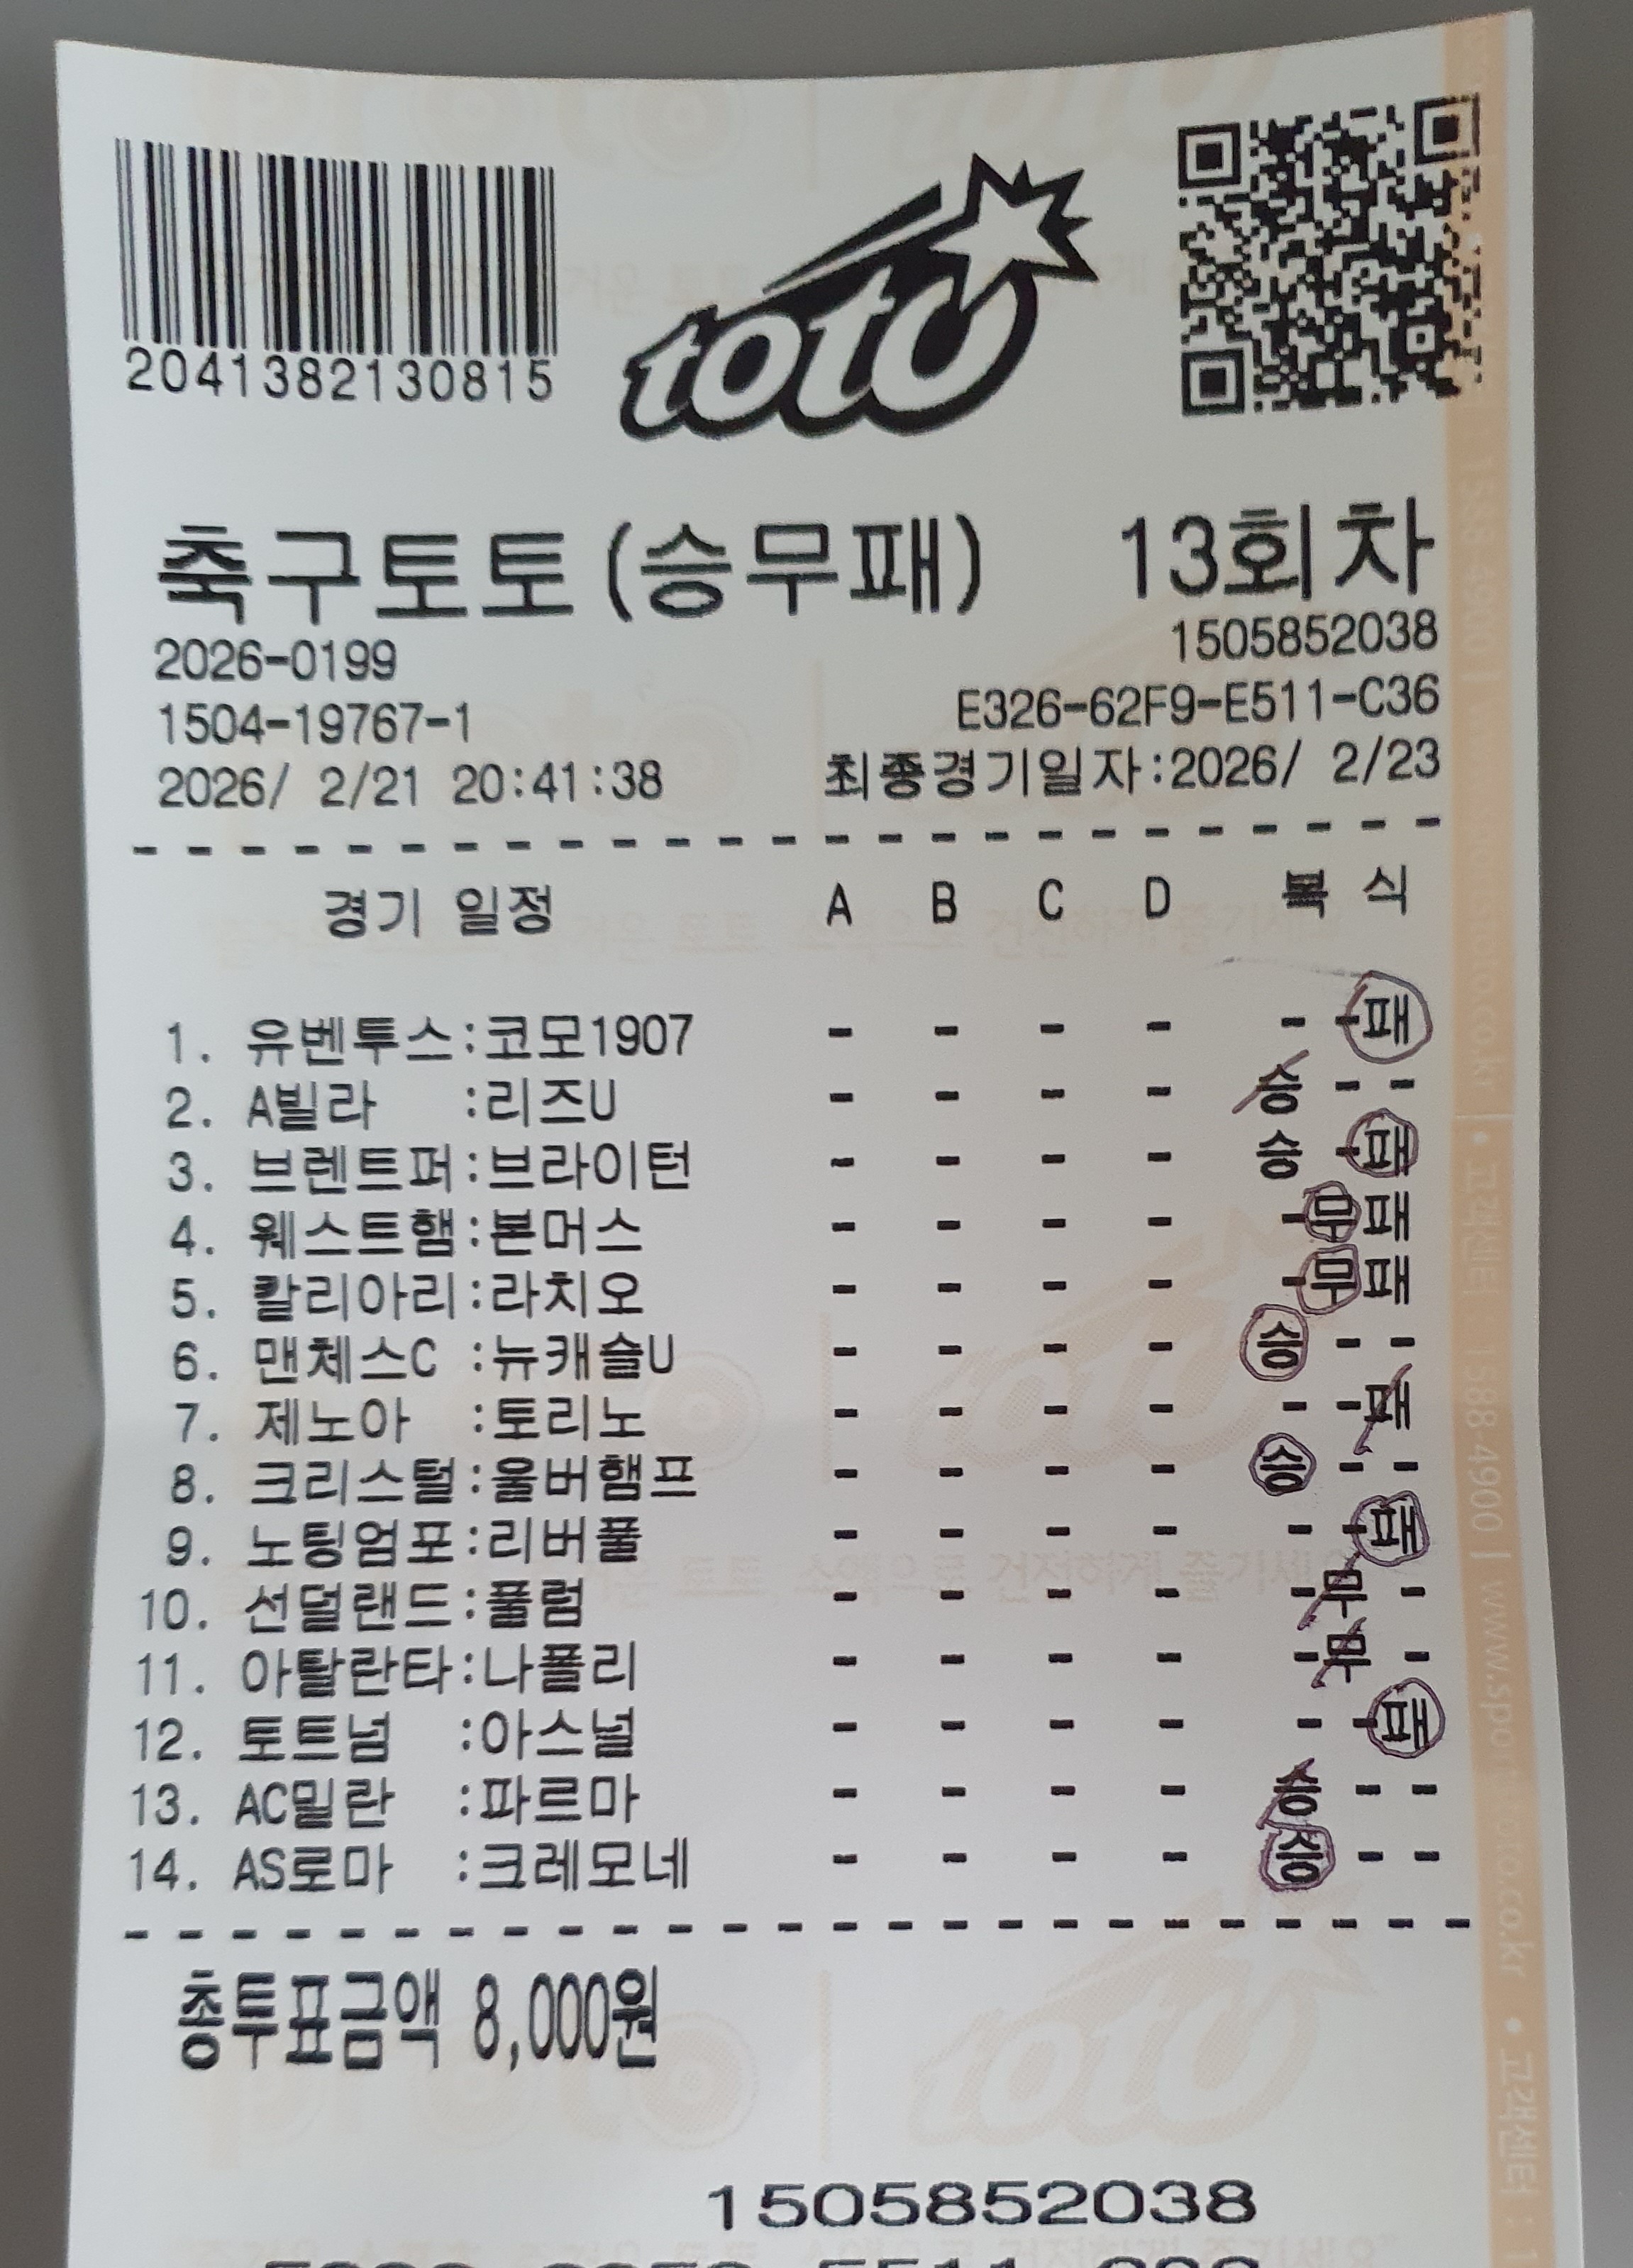 2041382130815
toto
축구토토(승무패) 13회차
2026-0199 1505852038
1504-19767-1 E326-62F9-E511-C36
2026/ 2/21 20:41:38 최종경기일자:2026/ 2/23
경기 일정 A B C D 복 식
1. 유벤투스:코모1907 - - - - - - 패
2. A빌라 :리즈U - - - - 승 - -
3. 브렌트퍼:브라이턴 - - - - 승 - 패
4. 웨스트햄:본머스 - - - - - 무 패
5. 칼리아리:라치오 - - - - - 무 패
6. 맨체스C :뉴캐슬U - - - - 승 - -
7. 제노아 :토리노 - - - - - - 패
8. 크리스털:울버햄프 - - - - 승 - -
9. 노팅엄포:리버풀 - - - - - - 패
10. 선덜랜드:풀럼 - - - - - 무 -
11. 아탈란타:나폴리 - - - - - 무 -
12. 토트넘 :아스널 - - - - - - 패
13. AC밀란 :파르마 - - - - 승 - -
14. AS로마 :크레모네 - - - - 승 - -
총투표금액 8,000원
1505852038